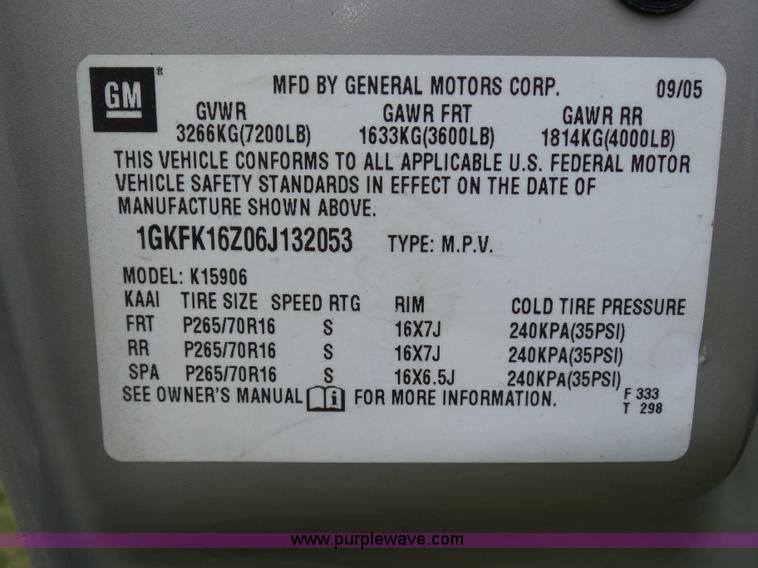 GM® MFD BY GENERAL MOTORS CORP. 09/05
GVWR GAWR FRT GAWR RR
3266KG(7200LB) 1633KG(3600LB) 1814KG(4000LB)
THIS VEHICLE CONFORMS TO ALL APPLICABLE U.S. FEDERAL MOTOR
VEHICLE SAFETY STANDARDS IN EFFECT ON THE DATE OF
MANUFACTURE SHOWN ABOVE.
1GKFK16Z06J132053 TYPE: M.P.V.
MODEL: K15906
KAAI TIRE SIZE SPEED RTG RIM COLD TIRE PRESSURE
FRT P265/70R16 S 16X7J 240KPA(35PSI)
RR P265/70R16 S 16X7J 240KPA(35PSI)
SPA P265/70R16 S 16X6.5J 240KPA(35PSI)
SEE OWNER'S MANUAL i FOR MORE INFORMATION. F 333
T 298
www.purplewave.com